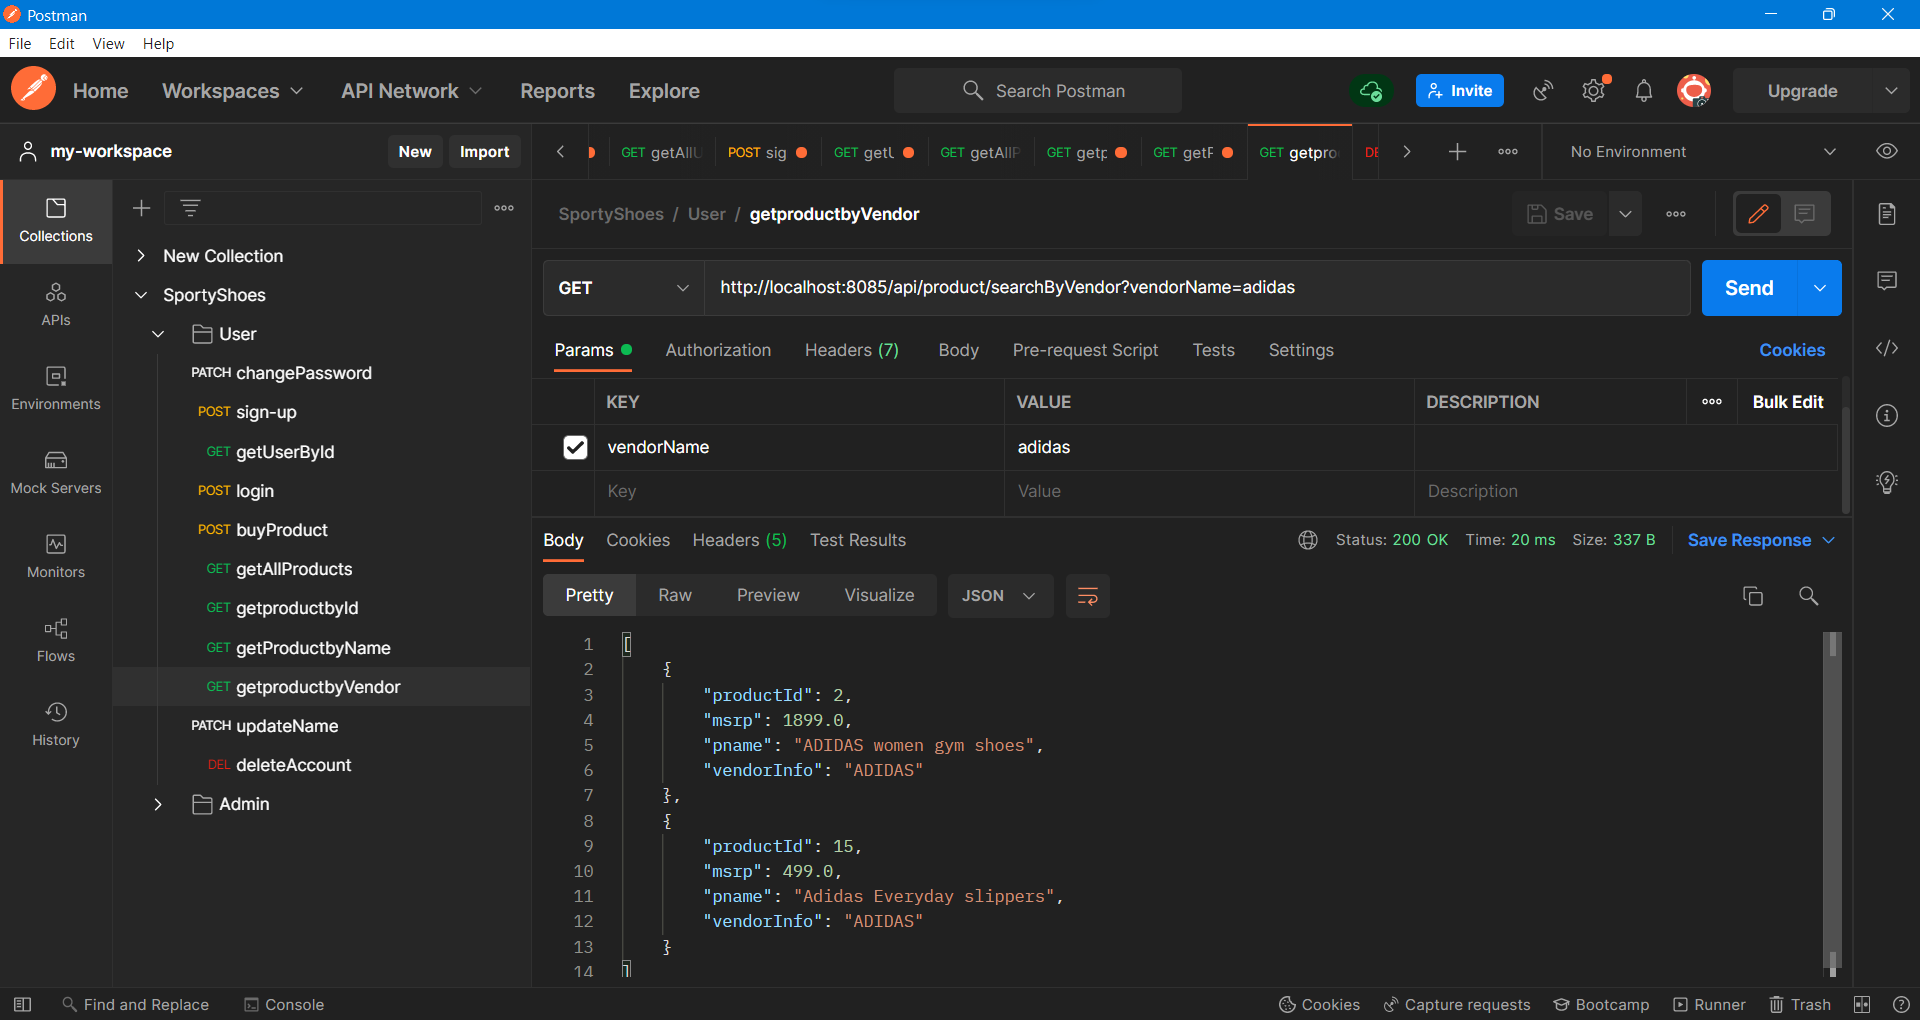 Postman
File Edit View Help
Home Workspaces API Network Reports Explore Search Postman Invite Upgrade
my-workspace New Import
GET getAllU POST sig GET getU GET getAllP GET getp GET getP GET getpro DE
No Environment
Collections
APIs
Environments
Mock Servers
Monitors
Flows
History
New Collection
SportyShoes
User
PATCH changePassword
POST sign-up
GET getUserById
POST login
POST buyProduct
GET getAllProducts
GET getproductbyId
GET getProductbyName
GET getproductbyVendor
PATCH updateName
DEL deleteAccount
Admin
SportyShoes / User / getproductbyVendor Save
GET http://localhost:8085/api/product/searchByVendor?vendorName=adidas Send
Params Authorization Headers (7) Body Pre-request Script Tests Settings Cookies
KEY VALUE DESCRIPTION Bulk Edit
vendorName adidas
Key Value Description
Body Cookies Headers (5) Test Results Status: 200 OK Time: 20 ms Size: 337 B Save Response
Pretty Raw Preview Visualize JSON
1 [
2 {
3 "productId": 2,
4 "msrp": 1899.0,
5 "pname": "ADIDAS women gym shoes",
6 "vendorInfo": "ADIDAS"
7 },
8 {
9 "productId": 15,
10 "msrp": 499.0,
11 "pname": "Adidas Everyday slippers",
12 "vendorInfo": "ADIDAS"
13 }
14 ]
Find and Replace Console Cookies Capture requests Bootcamp Runner Trash